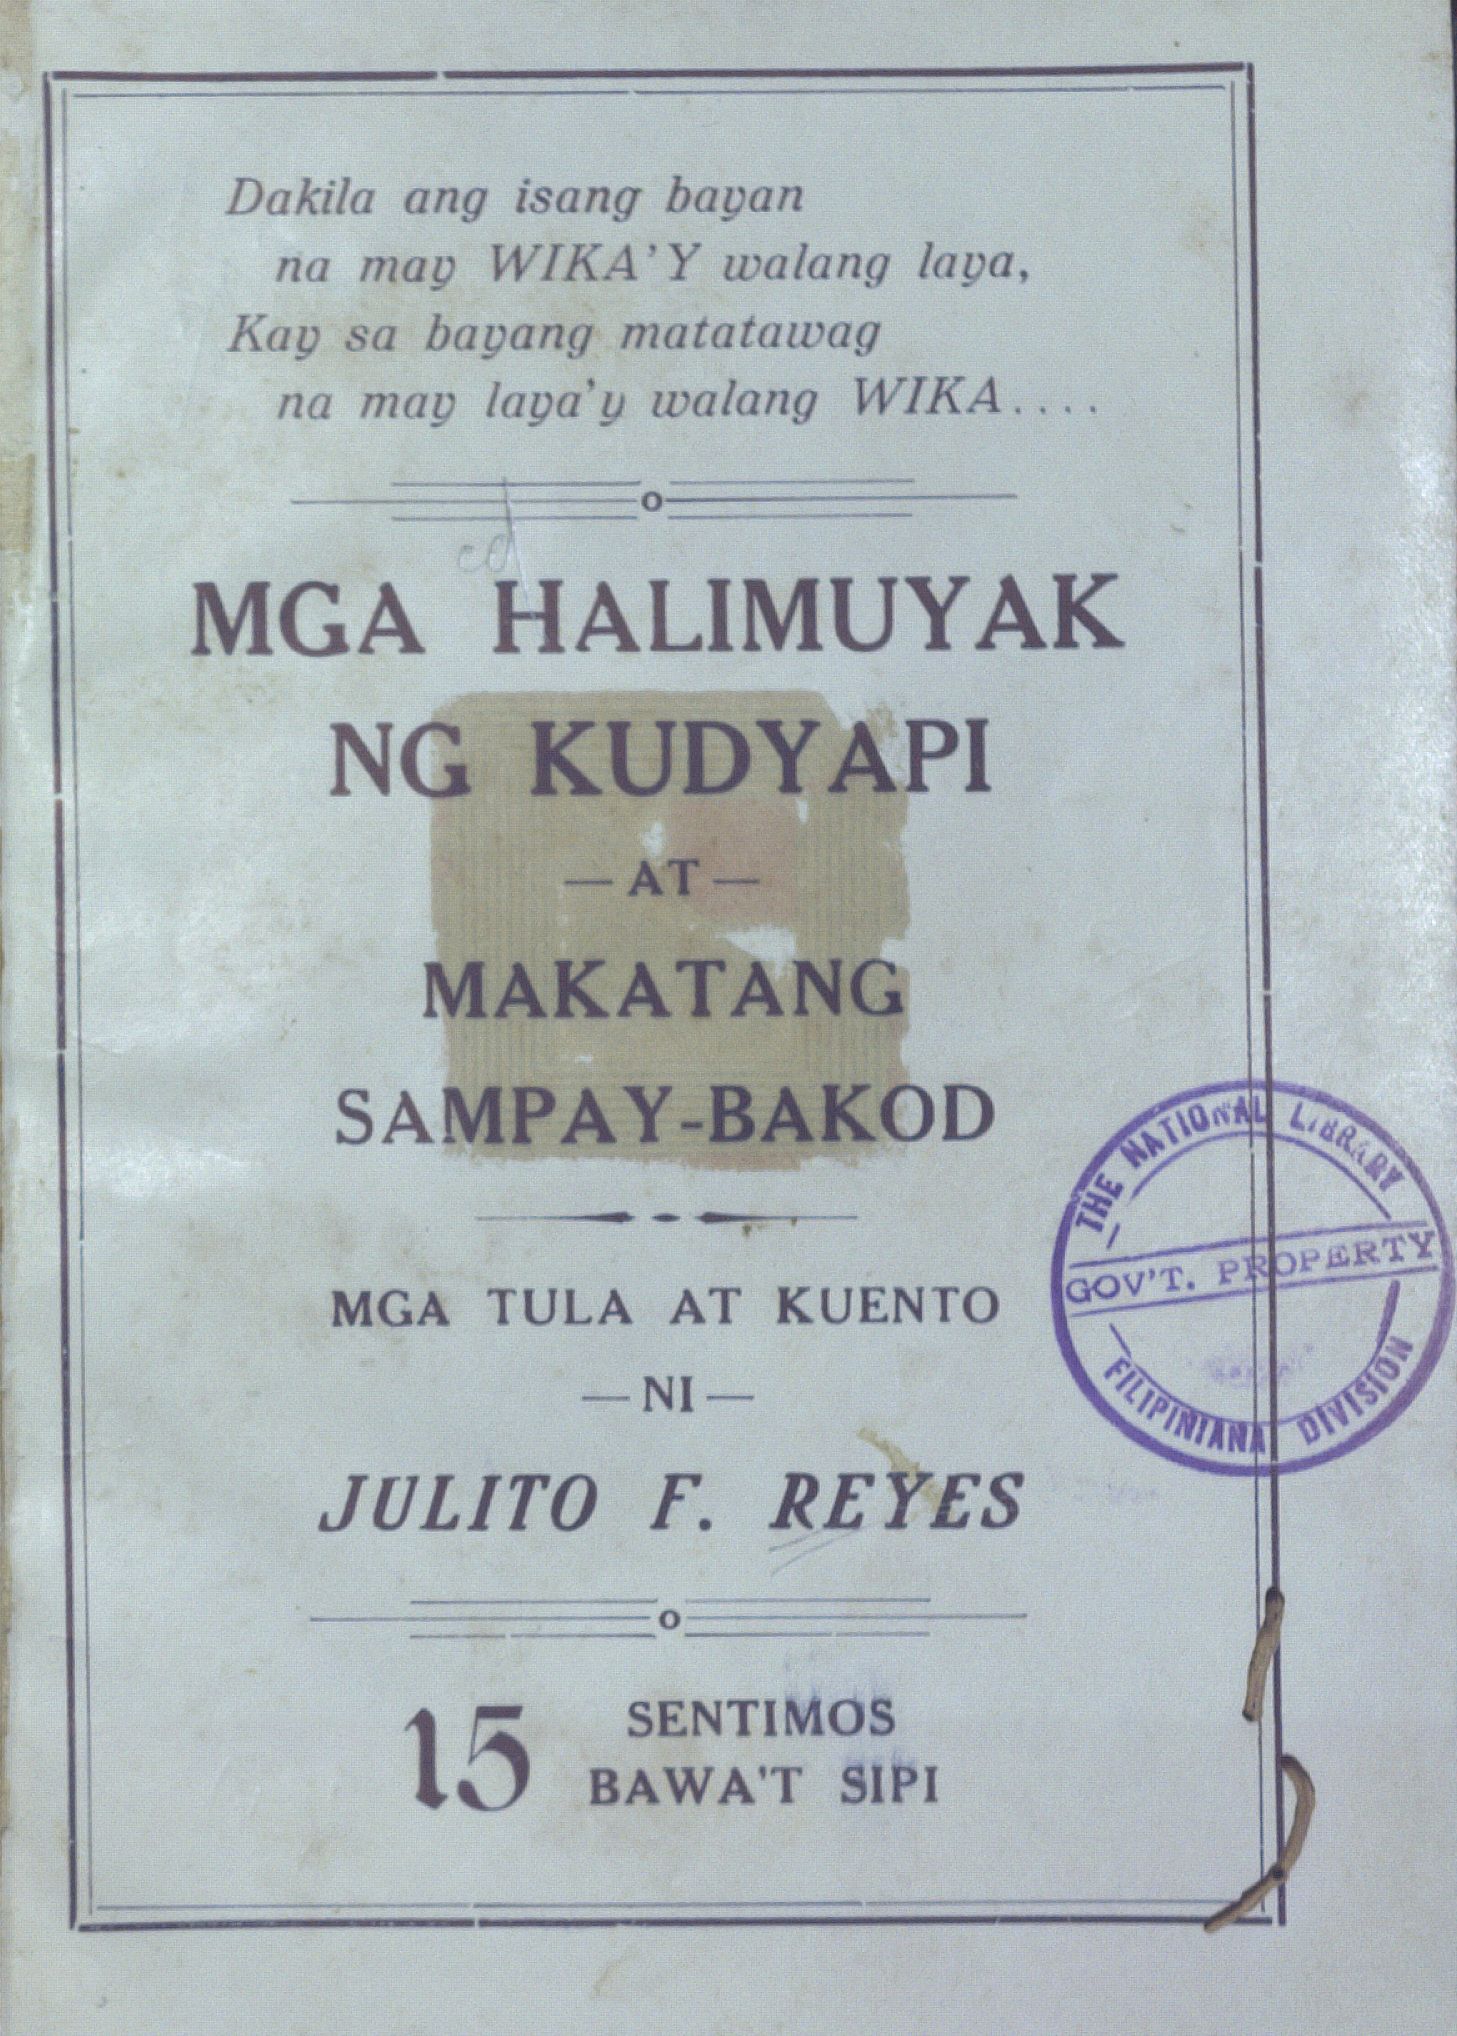 Dakila ang isang bayan
na may WIKA'Y walang laya,
Kay sa bayang matatawag
na may laya'y walang WIKA....
o
MGA HALIMUYAK
NG KUDYAPI
— AT —
MAKATANG
SAMPAY-BAKOD
MGA TULA AT KUENTO
— NI —
JULITO F. REYES
o
15 SENTIMOS
BAWA'T SIPI
THE NATIONAL LIBRARY
GOV'T. PROPERTY
FILIPINIANA DIVISION